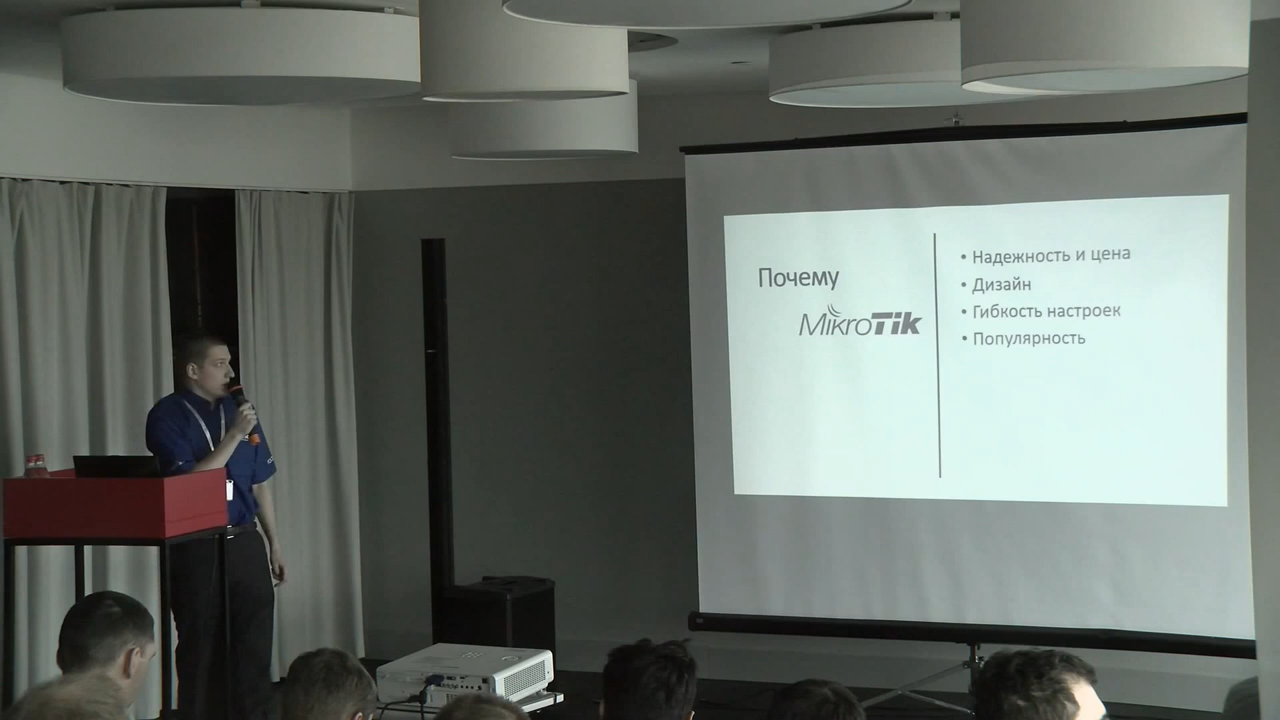 Почему
MikroTik
• Надежность и цена
• Дизайн
• Гибкость настроек
• Популярность